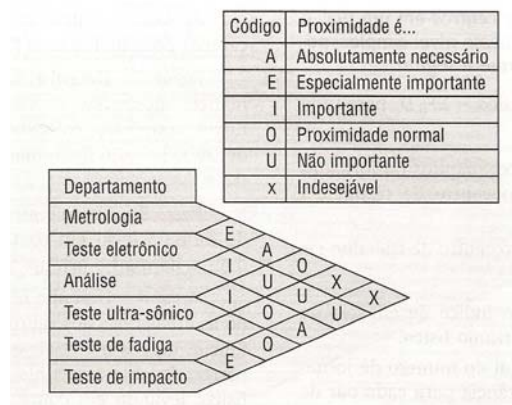 Código Proximidade é...
A Absolutamente necessário
E Especialmente importante
I Importante
O Proximidade normal
U Não importante
x Indesejável
Departamento
Metrologia
E
Teste eletrônico A
I O
Análise U X
I U X
Teste ultra-sônico O U
I A
Teste de fadiga O
E
Teste de impacto